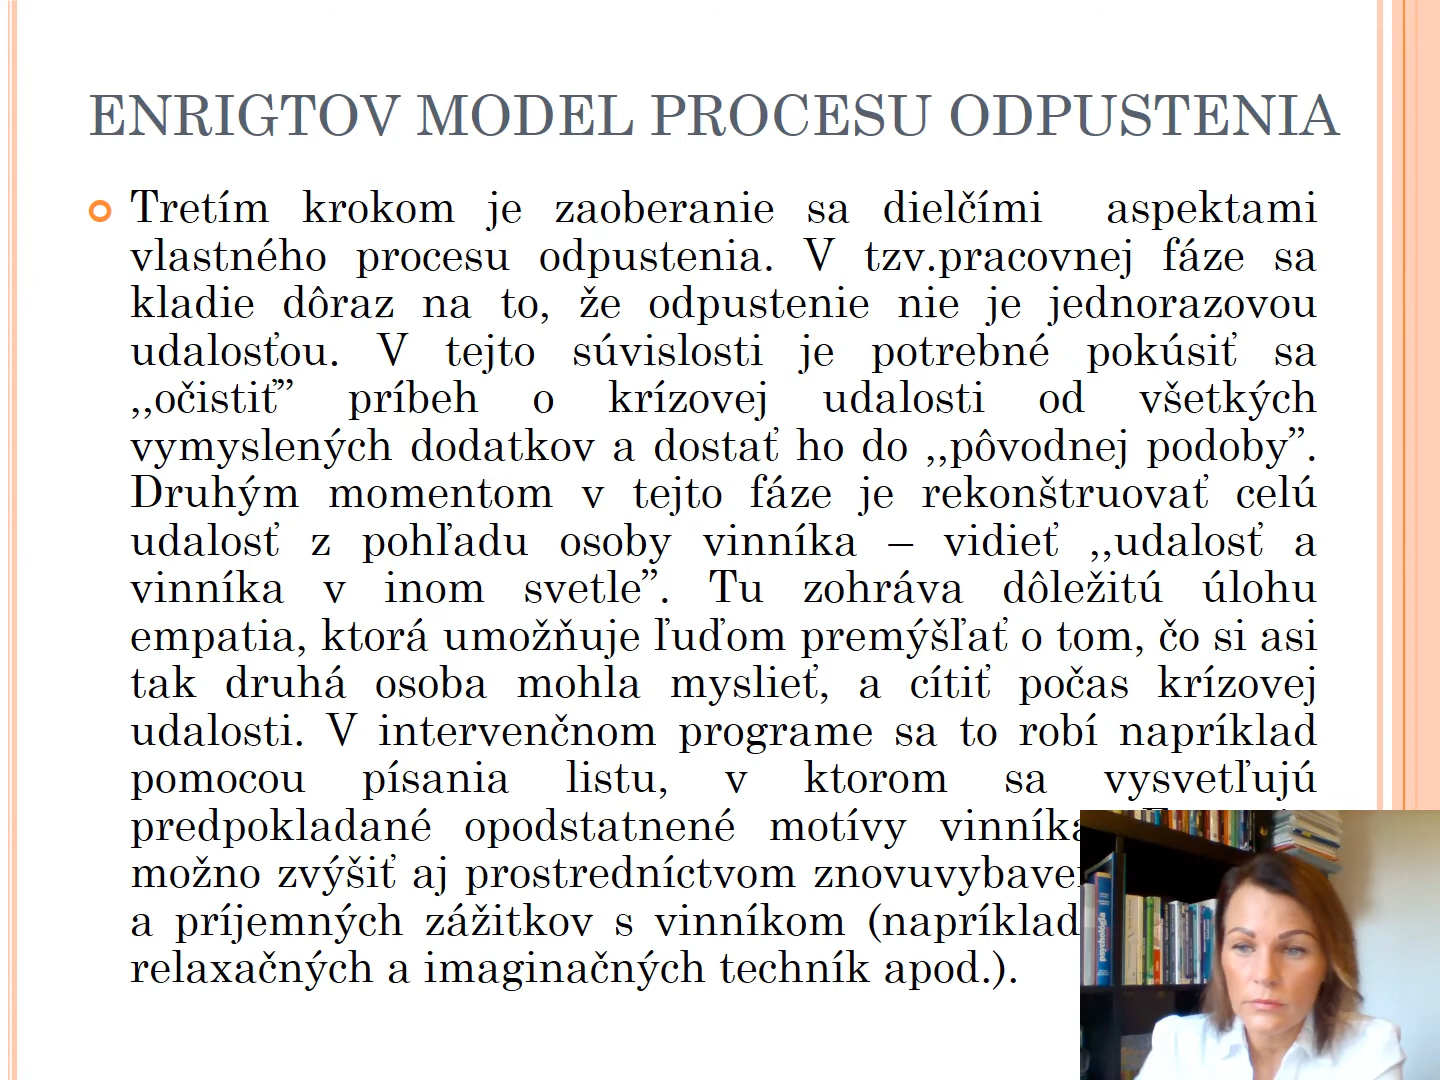 ENRIGTOV MODEL PROCESU ODPUSTENIA
Tretím krokom je zaoberanie sa dielčími aspektami
vlastného procesu odpustenia. V tzv.pracovnej fáze sa
kladie dôraz na to, že odpustenie nie je jednorazovou
udalosťou. V tejto súvislosti je potrebné pokúsiť sa
,,očistiť” príbeh o krízovej udalosti od všetkých
vymyslených dodatkov a dostať ho do ,,pôvodnej podoby”.
Druhým momentom v tejto fáze je rekonštruovať celú
udalosť z pohľadu osoby vinníka – vidieť ,,udalosť a
vinníka v inom svetle”. Tu zohráva dôležitú úlohu
empatia, ktorá umožňuje ľuďom premýšľať o tom, čo si asi
tak druhá osoba mohla myslieť, a cítiť počas krízovej
udalosti. V intervenčnom programe sa to robí napríklad
pomocou písania listu, v ktorom sa vysvetľujú
predpokladané opodstatnené motívy
možno zvýšiť aj prostredníctvom
a príjemných zážitkov s vinníkom (napríklad
relaxačných a imaginačných techník apod.).
psychológia